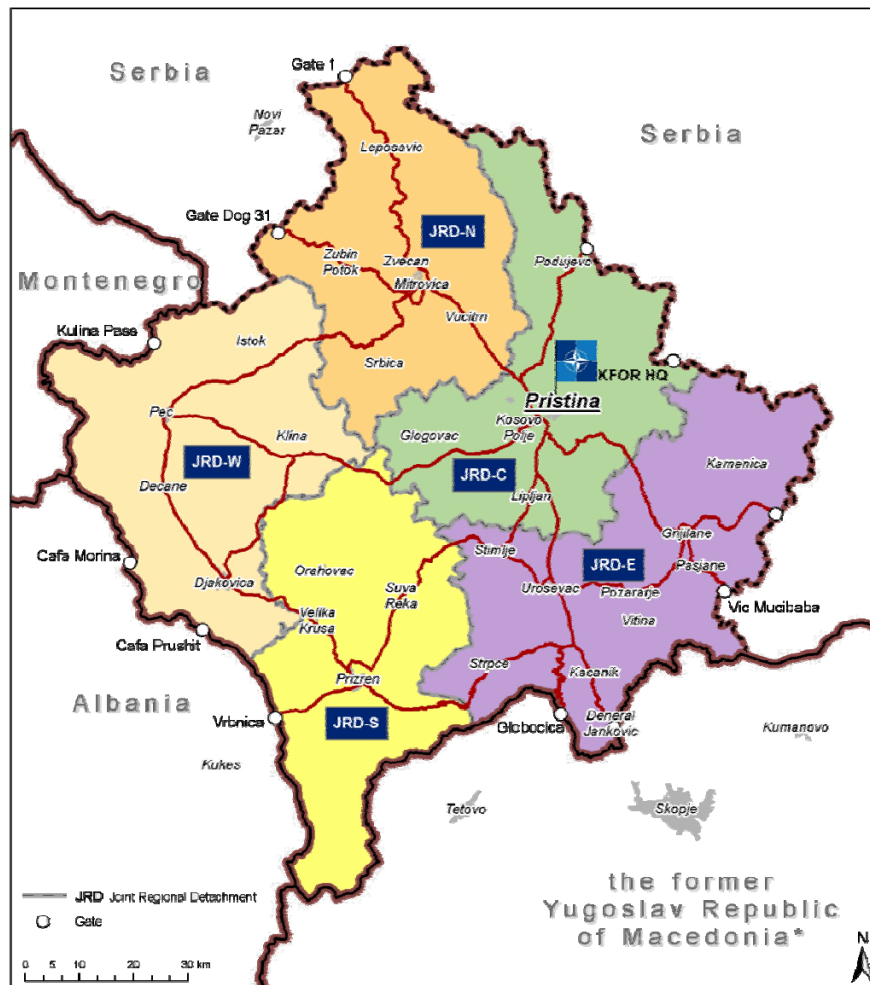 Serbia
Gate 1
Novi
Pazar
Serbia
Leposavic
Gate Dog 31
JRD-N
Zubin
Potok
Zvecan
Mitrovica
Podujevo
Montenegro
Kulina Pass
Istok
Vucitrn
Srbica
KFOR HQ
Pristina
Pec
Kosovo
Polje
Klina
Glogovac
Kamenica
JRD-W
JRD-C
Decane
Lipljan
Grijilane
Cafa Morina
Stimlje
JRD-E
Pasjane
Orahovac
Djakovica
Suva
Reka
Urosevac
Pozaranje
Vic Mucibaba
Velika
Krusa
Vitina
Cafa Prushit
Strpce
Kacanik
Prizren
Albania
Vrbnica
JRD-S
Globocica
Deneral
Jankovic
Kumanovo
Kukes
Tetovo
Skopje
the former
Yugoslav Republic
of Macedonia*
JRD Joint Regional Detachment
Gate
N
0 5 10 20 30 km